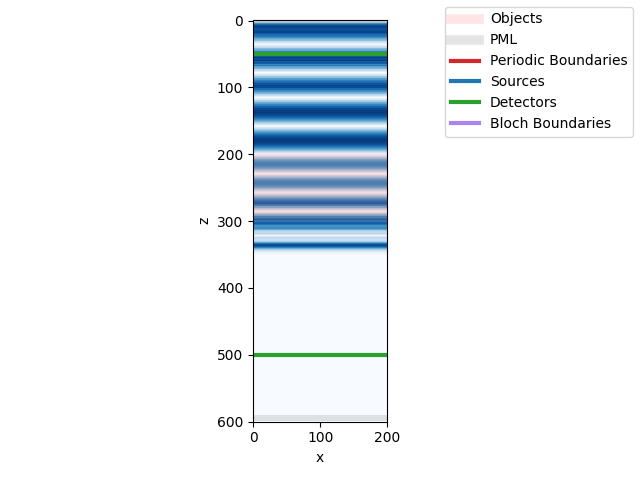 0
100
200
300
400
500
600
z
0 100 200
x
Objects
PML
Periodic Boundaries
Sources
Detectors
Bloch Boundaries